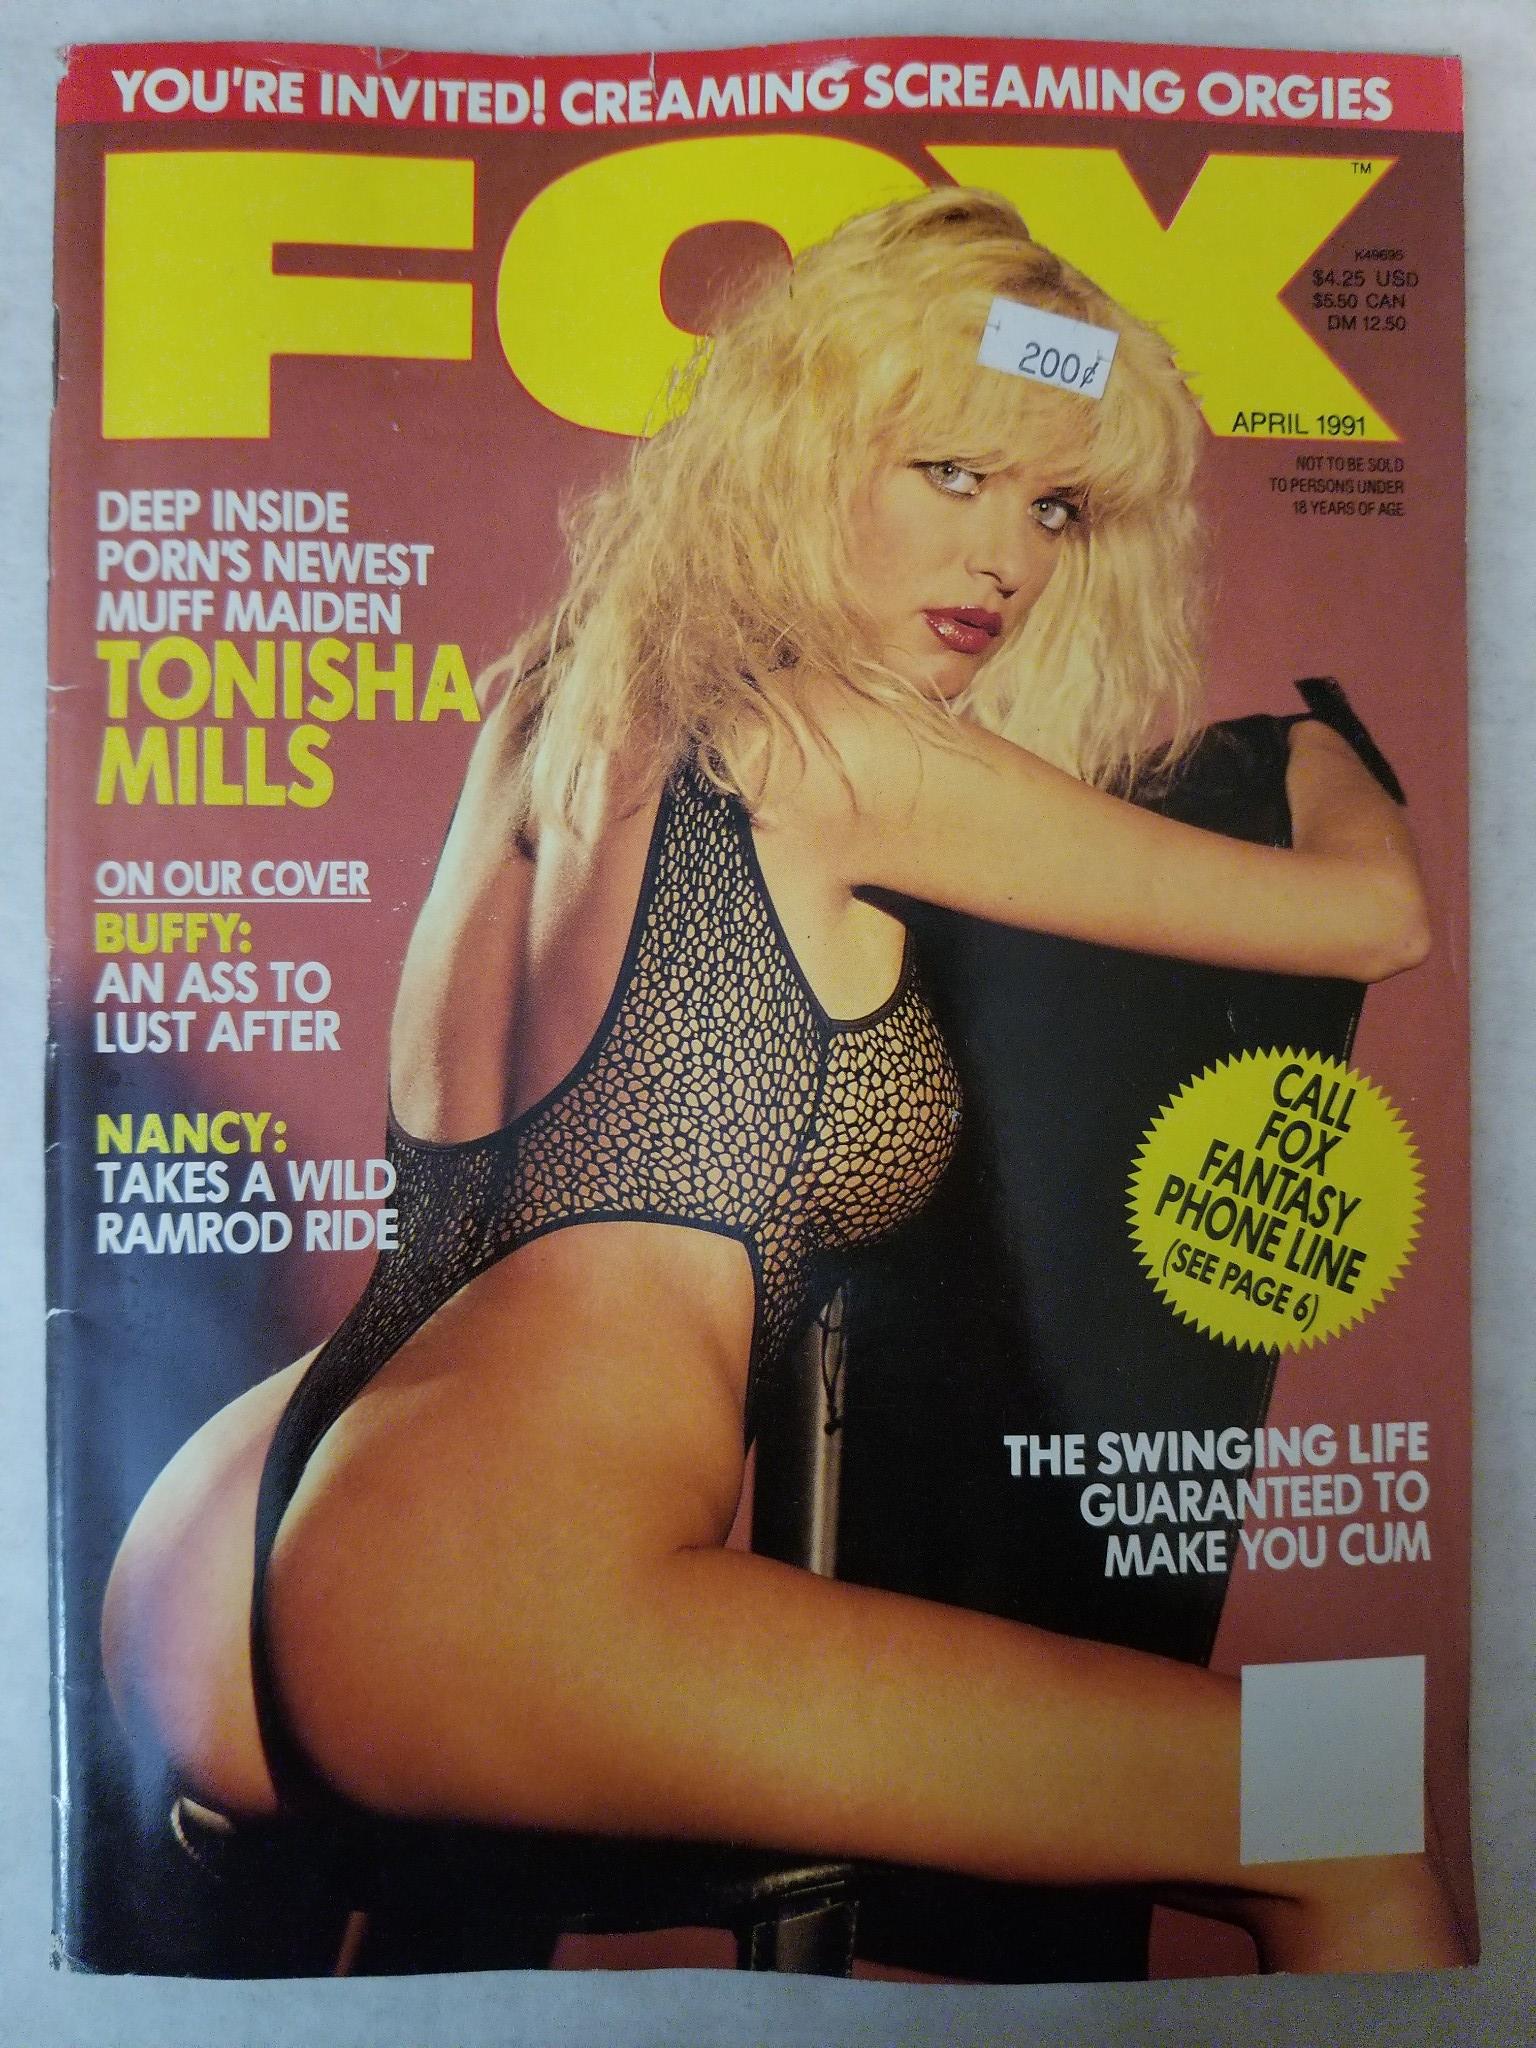 YOU'RE INVITED! CREAMING SCREAMING ORGIES
FOX
TM
K49695
$4.25 USD
$5.50 CAN
DM 12.50
200¢
APRIL 1991
NOT TO BE SOLD
TO PERSONS UNDER
18 YEARS OF AGE
DEEP INSIDE
PORN'S NEWEST
MUFF MAIDEN
TONISHA
MILLS
ON OUR COVER
BUFFY:
AN ASS TO
LUST AFTER
NANCY:
TAKES A WILD
RAMROD RIDE
CALL
FOX
FANTASY
PHONE LINE
(SEE PAGE 6)
THE SWINGING LIFE
GUARANTEED TO
MAKE YOU CUM